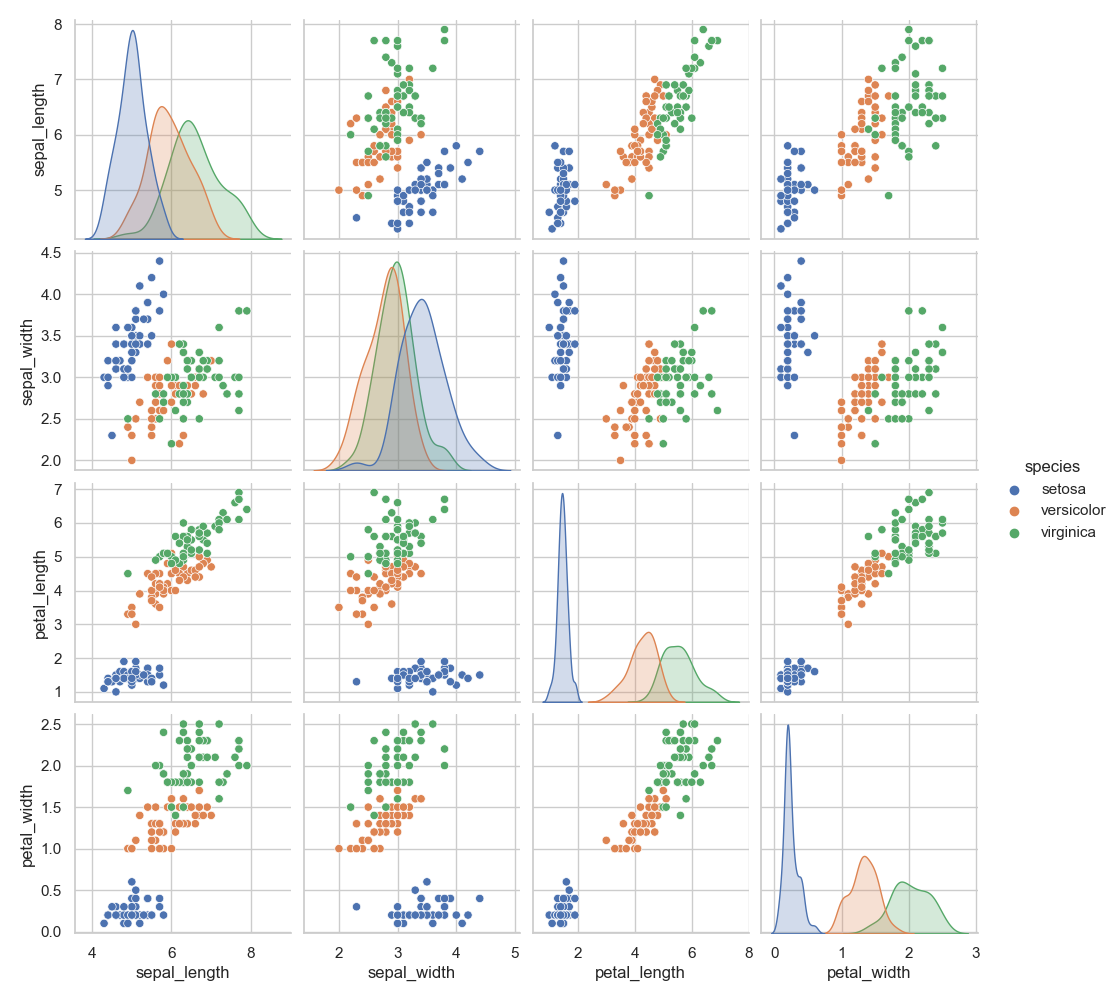 8
7
6
5
sepal_length
4.5
4.0
3.5
3.0
2.5
2.0
sepal_width
7
6
5
4
3
2
1
petal_length
2.5
2.0
1.5
1.0
0.5
0.0
petal_width
4 6 8
sepal_length
2 3 4 5
sepal_width
2 4 6 8
petal_length
0 1 2 3
petal_width
species
setosa
versicolor
virginica